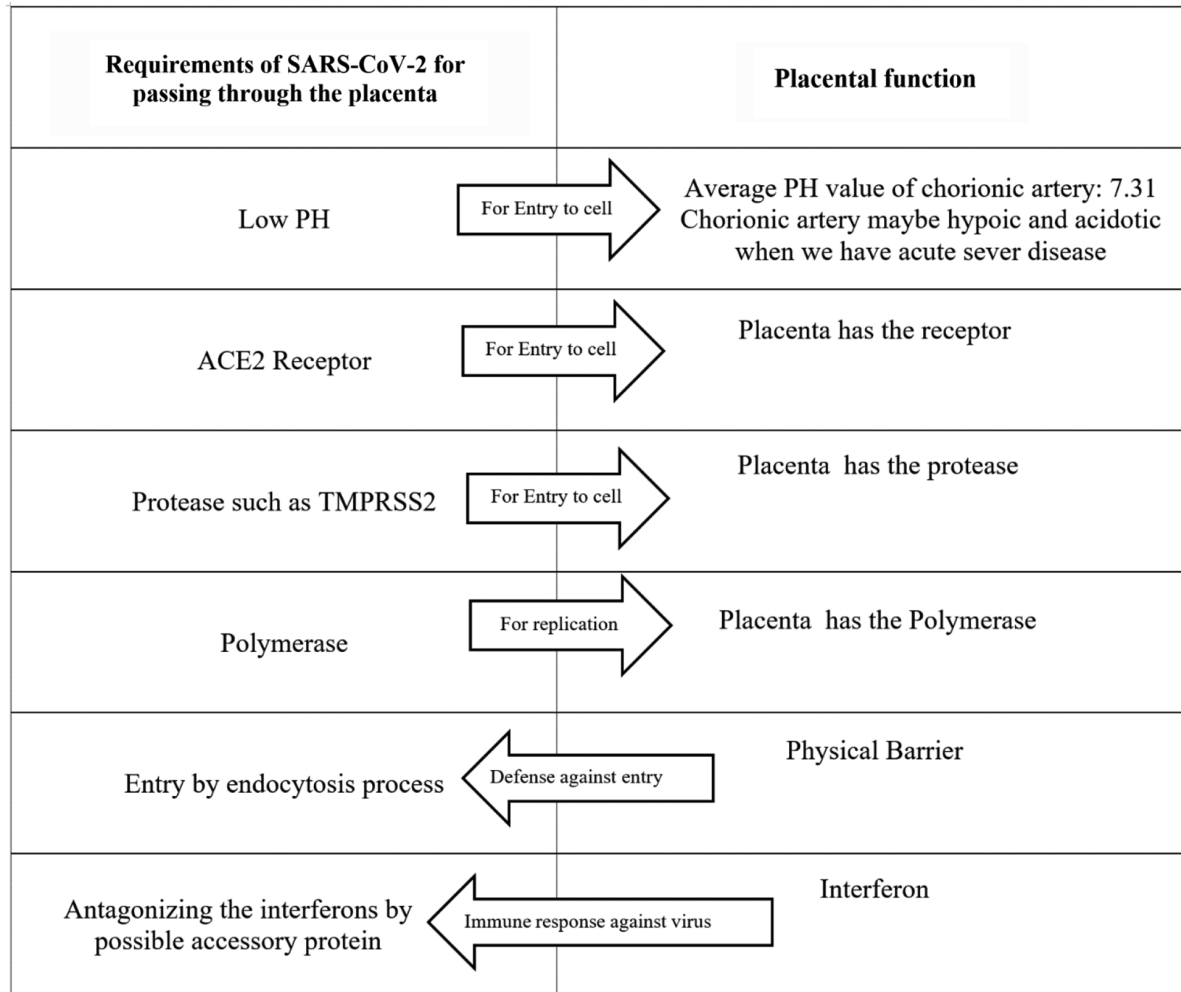 Requirements of SARS-CoV-2 for
passing through the placenta
Placental function
Low PH
For Entry to cell
Average PH value of chorionic artery: 7.31
Chorionic artery maybe hypoic and acidotic
when we have acute sever disease
ACE2 Receptor
For Entry to cell
Placenta has the receptor
Protease such as TMPRSS2
For Entry to cell
Placenta has the protease
Polymerase
For replication
Placenta has the Polymerase
Entry by endocytosis process
Defense against entry
Physical Barrier
Antagonizing the interferons by
possible accessory protein
Immune response against virus
Interferon